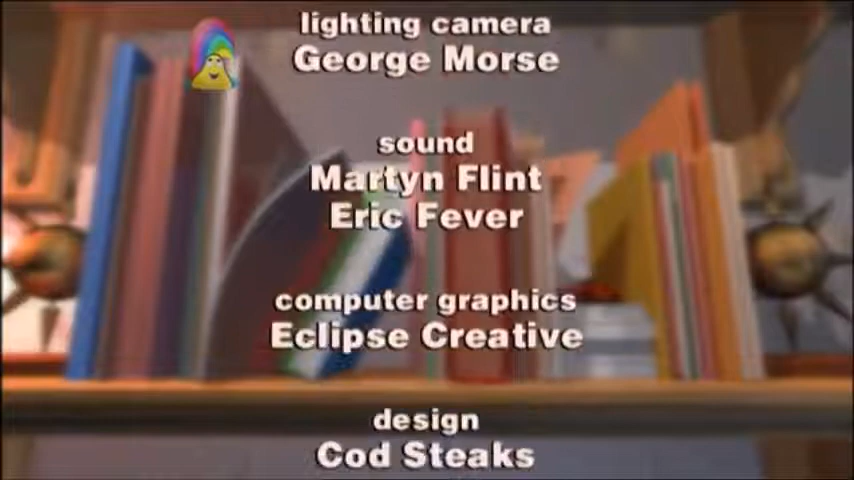 lighting camera
George Morse
sound
Martyn Flint
Eric Fever
computer graphics
Eclipse Creative
design
Cod Steaks